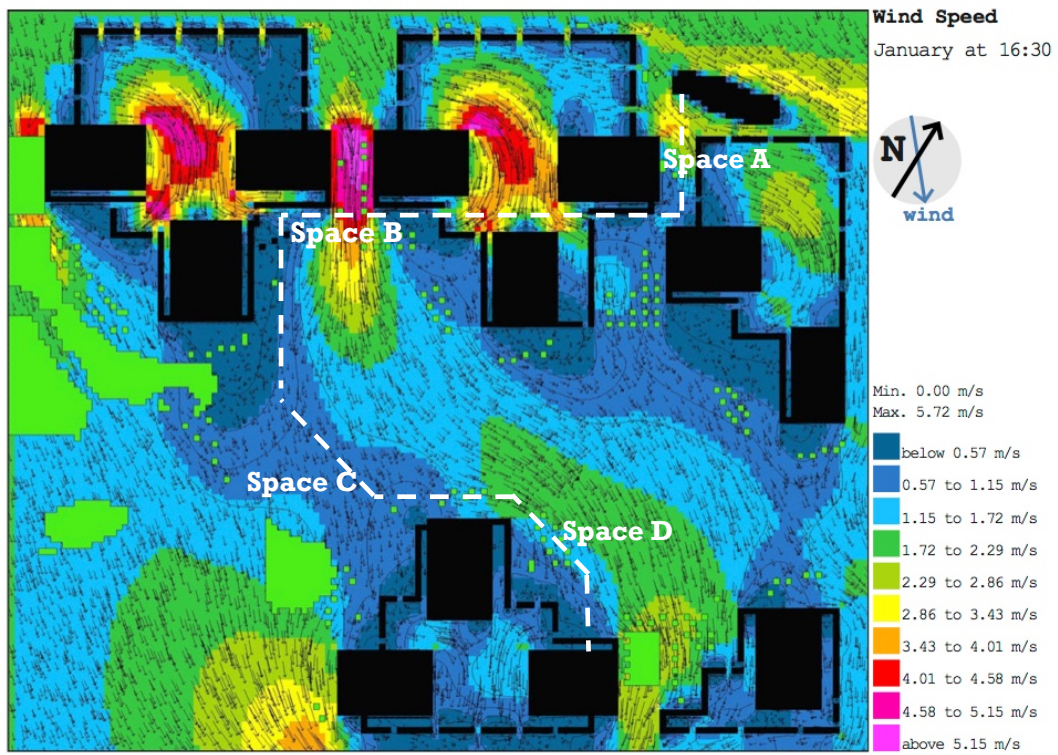 Wind Speed
January at 16:30
N
wind
Space A
Space B
Space C
Space D
Min. 0.00 m/s
Max. 5.72 m/s
below 0.57 m/s
0.57 to 1.15 m/s
1.15 to 1.72 m/s
1.72 to 2.29 m/s
2.29 to 2.86 m/s
2.86 to 3.43 m/s
3.43 to 4.01 m/s
4.01 to 4.58 m/s
4.58 to 5.15 m/s
above 5.15 m/s